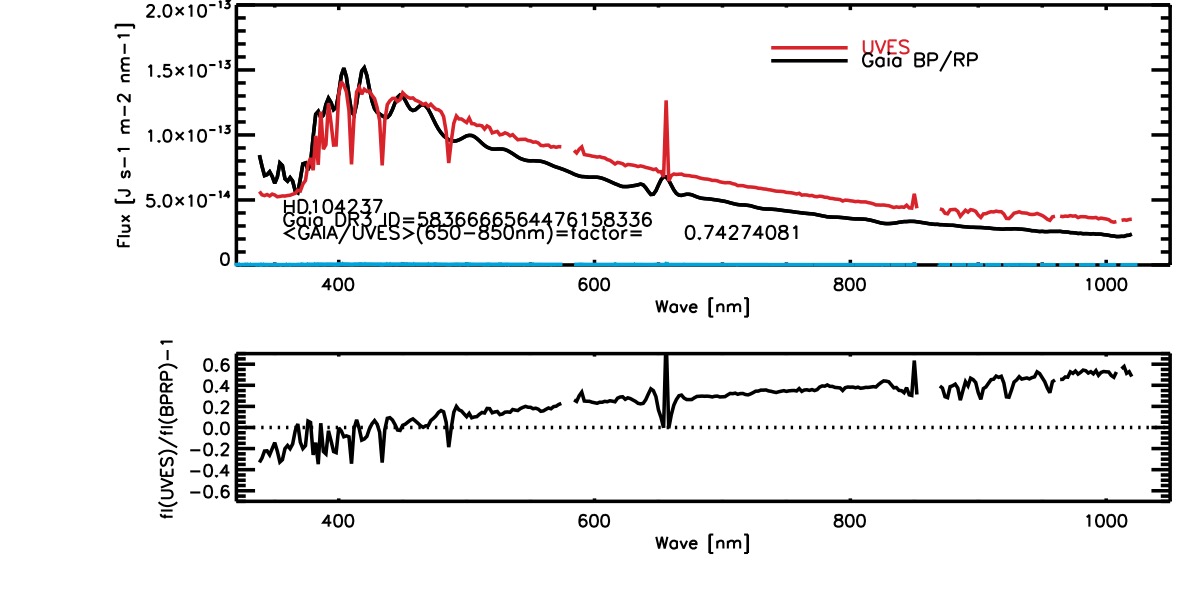 2.0×10−13
1.5×10−13
1.0×10−13
5.0×10−14
0
Flux [J s−1 m−2 nm−1]
UVES
Gaia BP/RP
HD104237
Gaia DR3 ID=5836666564476158336
<GAIA/UVES>(650−850nm)=factor= 0.74274081
400 600 800 1000
Wave [nm]
0.6
0.4
0.2
0.0
−0.2
−0.4
−0.6
fl(UVES)/fl(BPRP)−1
400 600 800 1000
Wave [nm]